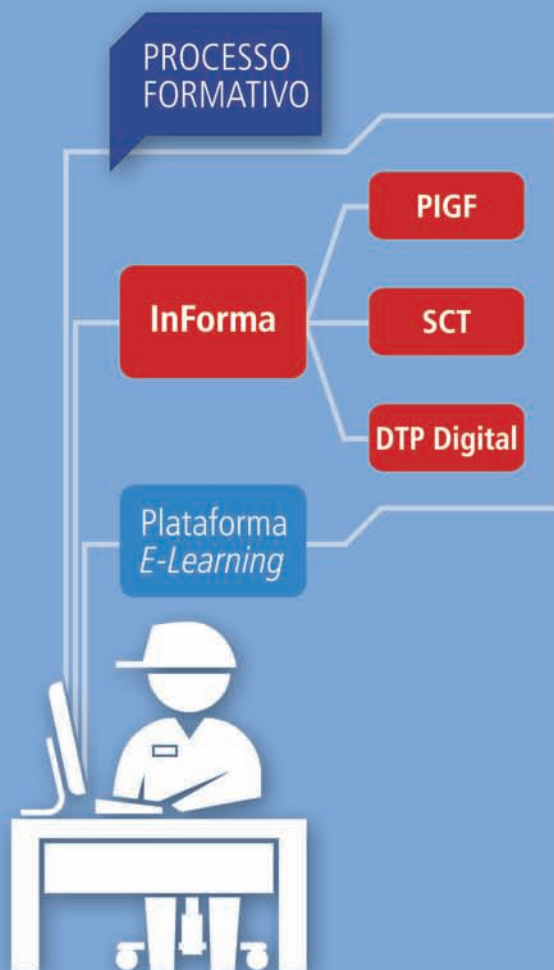 PROCESSO
FORMATIVO
PIGF
InForma
SCT
DTP Digital
Plataforma
E-Learning